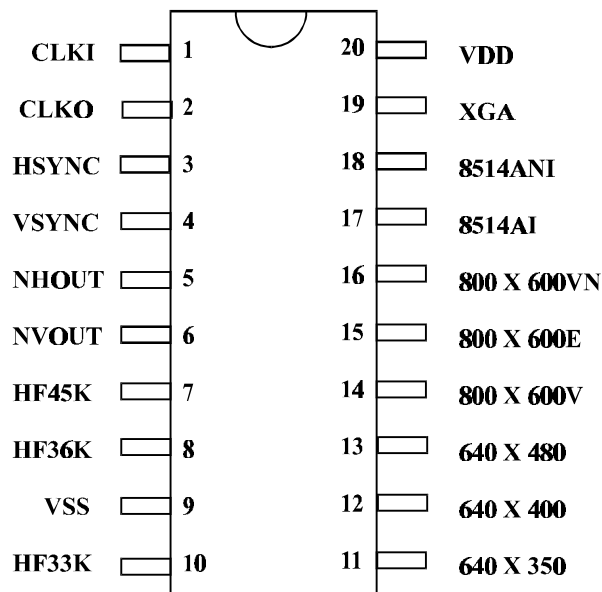 CLKI 1 20 VDD
CLKO 2 19 XGA
HSYNC 3 18 8514ANI
VSYNC 4 17 8514AI
NHOUT 5 16 800 X 600VN
NVOUT 6 15 800 X 600E
HF45K 7 14 800 X 600V
HF36K 8 13 640 X 480
VSS 9 12 640 X 400
HF33K 10 11 640 X 350